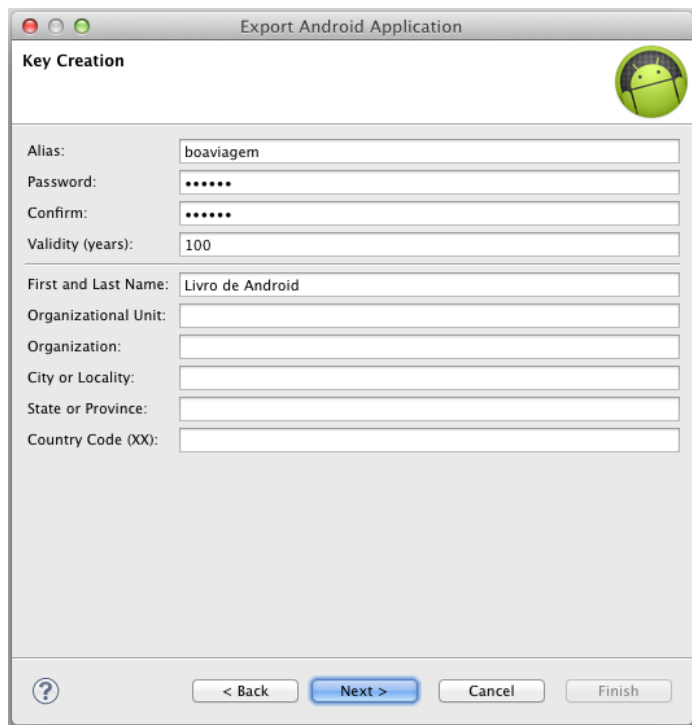 Export Android Application
Key Creation
Alias: boaviagem
Password: ••••••
Confirm: ••••••
Validity (years): 100
First and Last Name: Livro de Android
Organizational Unit:
Organization:
City or Locality:
State or Province:
Country Code (XX):
? < Back Next > Cancel Finish